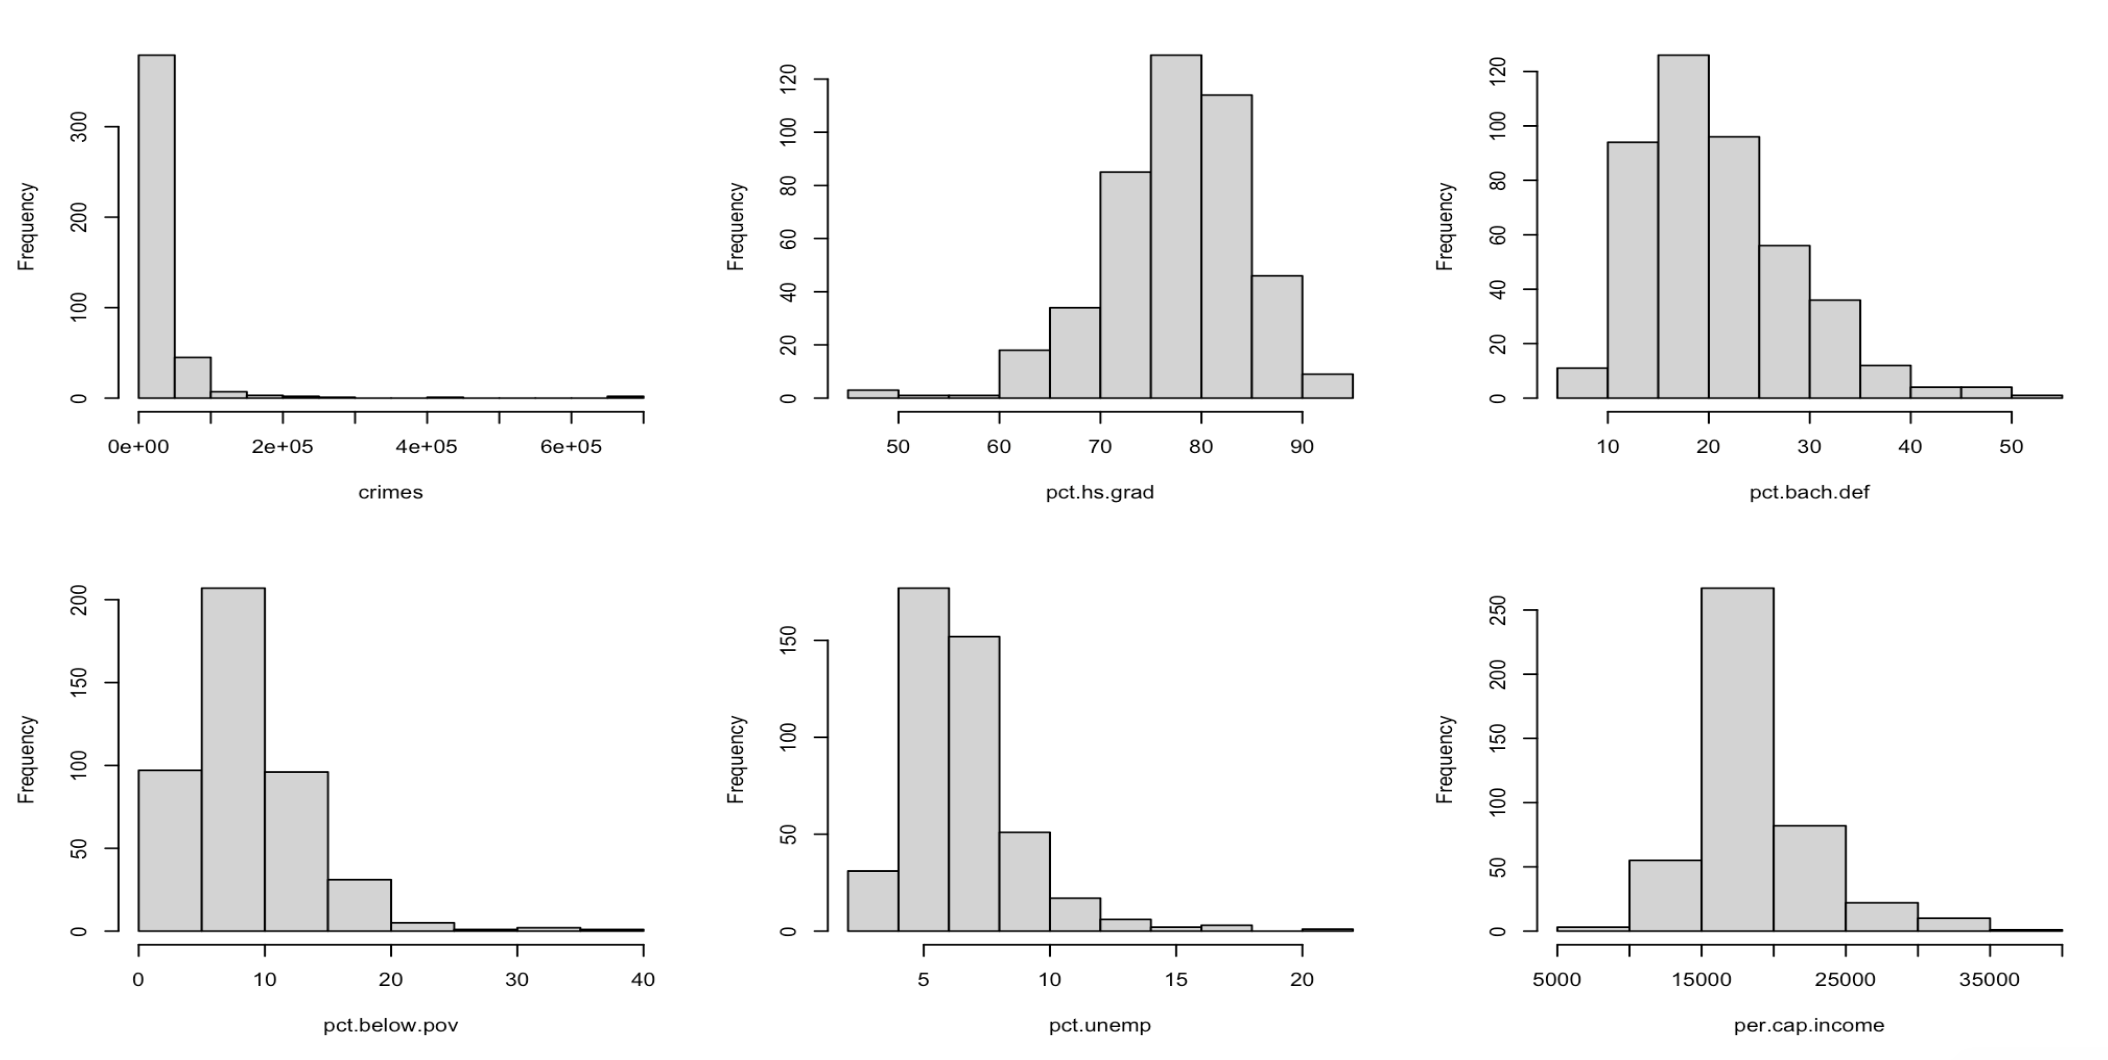 Frequency
300
200
100
0
0e+00 2e+05 4e+05 6e+05
crimes
Frequency
120
100
80
60
40
20
0
50 60 70 80 90
pct.hs.grad
Frequency
120
100
80
60
40
20
0
10 20 30 40 50
pct.bach.def
Frequency
200
150
100
50
0
0 10 20 30 40
pct.below.pov
Frequency
150
100
50
0
5 10 15 20
pct.unemp
Frequency
250
200
150
100
50
0
5000 15000 25000 35000
per.cap.income